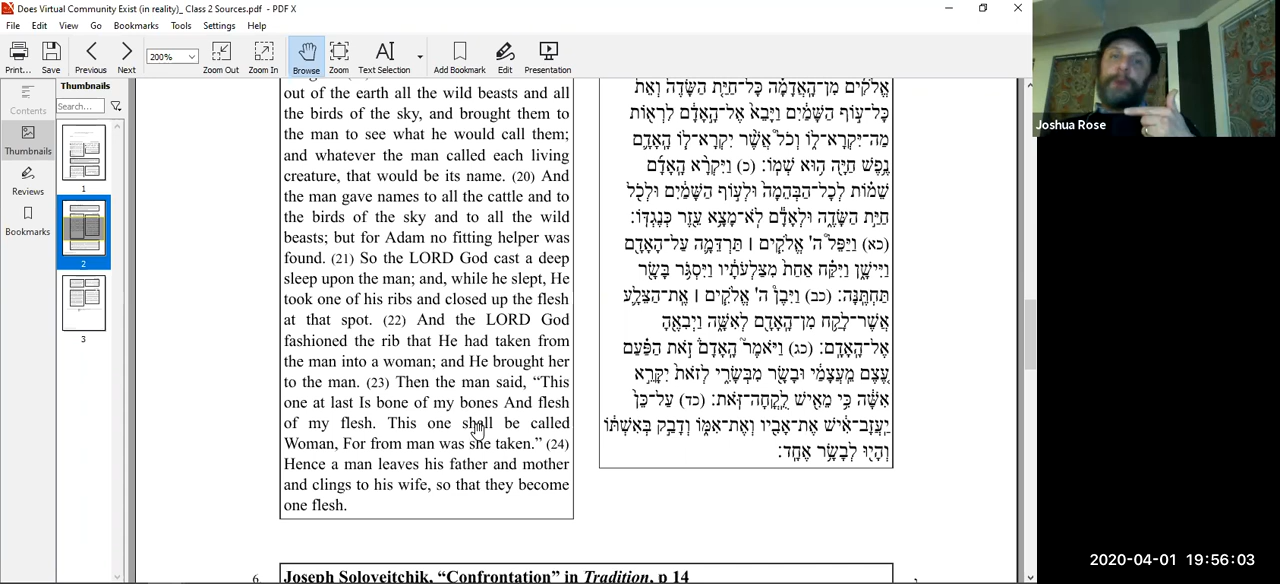 Does Virtual Community Exist (in reality)_ Class 2 Sources.pdf - PDF X
File Edit View Go Bookmarks Tools Settings Help
200%
Print... Save Previous Next Zoom Out Zoom In Browse Zoom Text Selection Add Bookmark Edit Presentation
Contents
Thumbnails
Reviews
Bookmarks
Thumbnails
Search...
1
2
3
out of the earth all the wild beasts and all
the birds of the sky, and brought them to
the man to see what he would call them;
and whatever the man called each living
creature, that would be its name. (20) And
the man gave names to all the cattle and to
the birds of the sky and to all the wild
beasts; but for Adam no fitting helper was
found. (21) So the LORD God cast a deep
sleep upon the man; and, while he slept, He
took one of his ribs and closed up the flesh
at that spot. (22) And the LORD God
fashioned the rib that He had taken from
the man into a woman; and He brought her
to the man. (23) Then the man said, “This
one at last Is bone of my bones And flesh
of my flesh. This one shall be called
Woman, For from man was she taken.” (24)
Hence a man leaves his father and mother
and clings to his wife, so that they become
one flesh.
אֱלֹקִ֜ים מִן־הָֽאֲדָמָ֗ה כׇּל־חַיַּ֤ת הַשָּׂדֶה֙ וְאֵת֙
כׇּל־ע֣וֹף הַשָּׁמַ֔יִם וַיָּבֵא֙ אֶל־הָ֣אָדָ֔ם לִרְא֖וֹת
מַה־יִּקְרָא־ל֑וֹ וְכֹל֩ אֲשֶׁ֨ר יִקְרָא־ל֧וֹ הָֽאָדָ֛ם
נֶ֥פֶשׁ חַיָּ֖ה ה֥וּא שְׁמֽוֹ׃ (כ) וַיִּקְרָ֨א הָֽאָדָ֜ם
שֵׁמ֗וֹת לְכׇל־הַבְּהֵמָה֙ וּלְע֣וֹף הַשָּׁמַ֔יִם וּלְכֹ֖ל
חַיַּ֣ת הַשָּׂדֶ֑ה וּלְאָדָ֕ם לֹֽא־מָצָ֥א עֵ֖זֶר כְּנֶגְדּֽוֹ׃
(כא) וַיַּפֵּל֩ ה' אֱלֹקִ֧ים ׀ תַּרְדֵּמָ֛ה עַל־הָאָדָ֖ם
וַיִּישָׁ֑ן וַיִּקַּ֗ח אַחַת֙ מִצַּלְעֹתָ֔יו וַיִּסְגֹּ֥ר בָּשָׂ֖ר
תַּחְתֶּֽנָּה׃ (כב) וַיִּבֶן֩ ה' אֱלֹקִ֧ים ׀ אֶֽת־הַצֵּלָ֛ע
אֲשֶׁר־לָקַ֥ח מִן־הָֽאָדָ֖ם לְאִשָּׁ֑ה וַיְבִאֶ֖הָ
אֶל־הָֽאָדָֽם׃ (כג) וַיֹּ֘אמֶר֮ הָֽאָדָם֒ זֹ֣את הַפַּ֗עַם
עֶ֚צֶם מֵֽעֲצָמַ֔י וּבָשָׂ֖ר מִבְּשָׂרִ֑י לְזֹאת֙ יִקָּרֵ֣א
אִשָּׁ֔ה כִּ֥י מֵאִ֖ישׁ לֻֽקֳחָה־זֹּֽאת׃ (כד) עַל־כֵּן֙
יַֽעֲזׇב־אִ֔ישׁ אֶת־אָבִ֖יו וְאֶת־אִמּ֑וֹ וְדָבַ֣ק בְּאִשְׁתּ֔וֹ
וְהָי֖וּ לְבָשָׂ֥ר אֶחָֽד׃
6 Joseph Soloveitchik, “Confrontation” in Tradition, p 14
Joshua Rose
2020-04-01 19:56:03